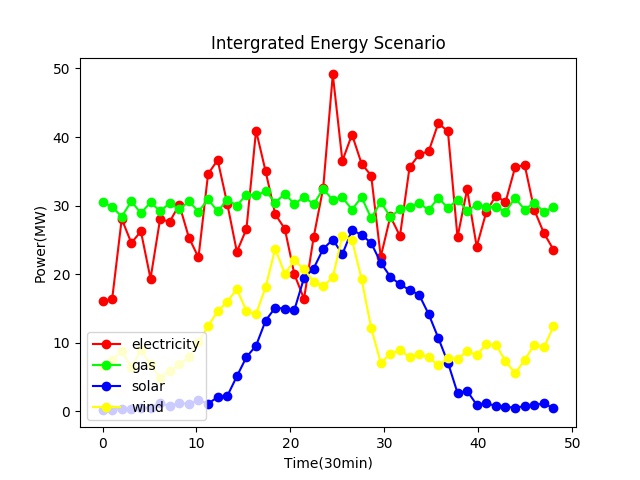 Intergrated Energy Scenario
50
40
30
20
10
0
Power(MW)
electricity
gas
solar
wind
0 10 20 30 40 50
Time(30min)